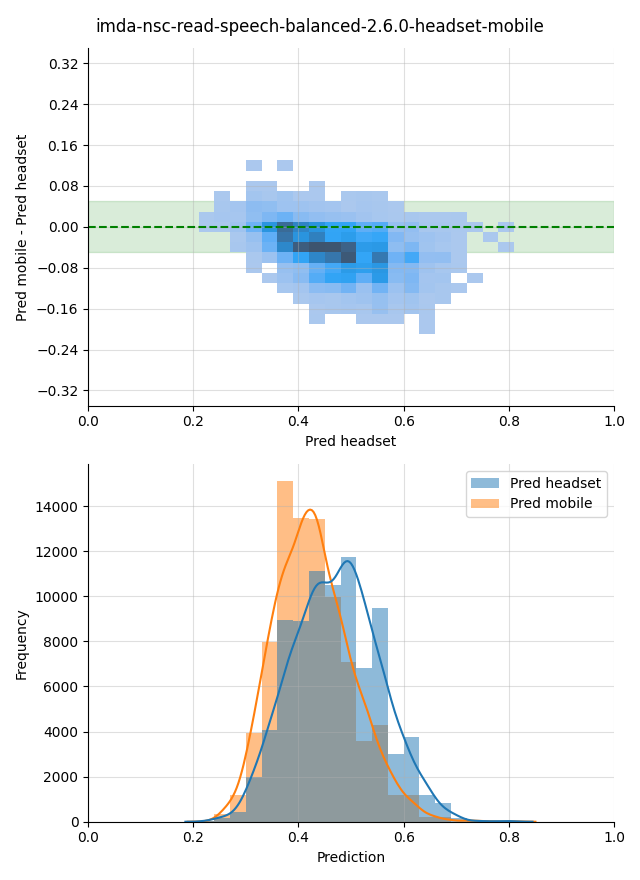 imda-nsc-read-speech-balanced-2.6.0-headset-mobile
Pred mobile - Pred headset
0.32
0.24
0.16
0.08
0.00
−0.08
−0.16
−0.24
−0.32
0.0 0.2 0.4 0.6 0.8 1.0
Pred headset
Frequency
14000
12000
10000
8000
6000
4000
2000
0
Pred headset
Pred mobile
0.0 0.2 0.4 0.6 0.8 1.0
Prediction